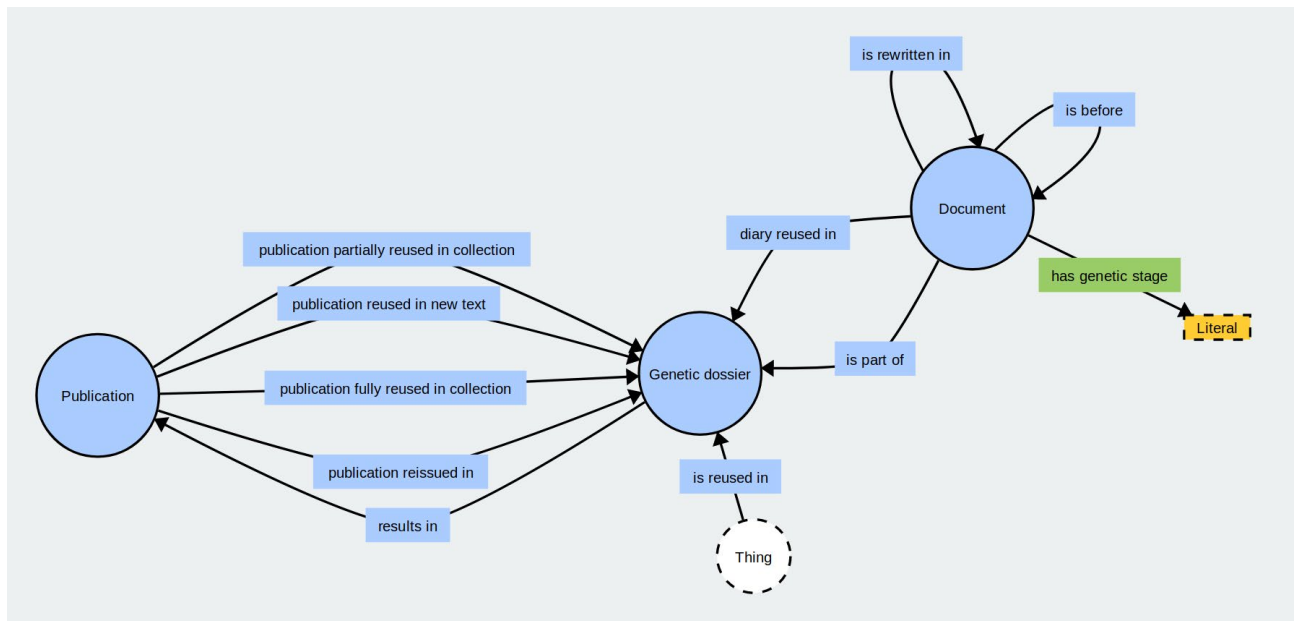 is rewritten in
is before
Document
diary reused in
publication partially reused in collection
has genetic stage
publication reused in new text
Literal
is part of
Genetic dossier
publication fully reused in collection
Publication
publication reissued in
is reused in
results in
Thing